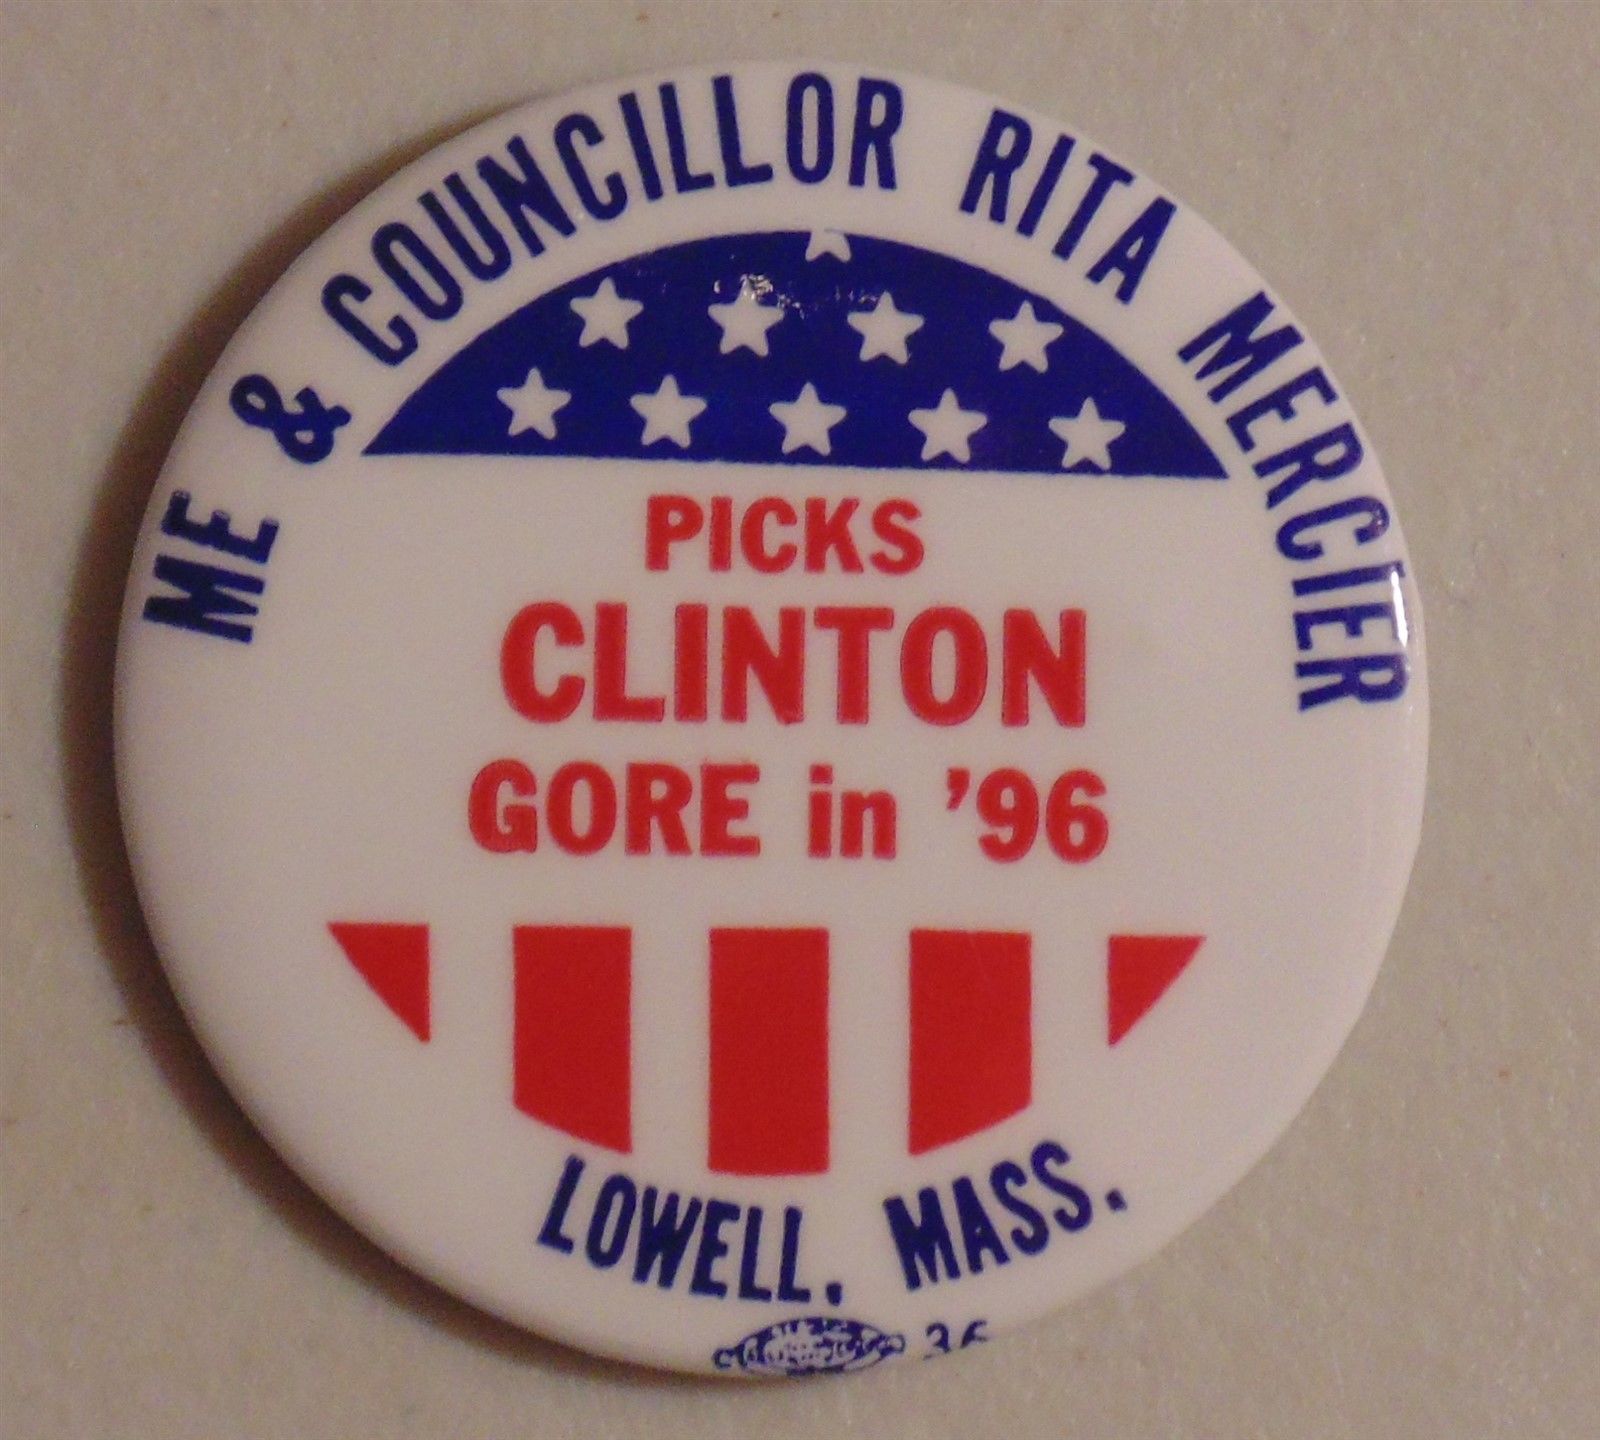 ME & COUNCILLOR RITA MERCIER
PICKS
CLINTON
GORE in '96
LOWELL, MASS.